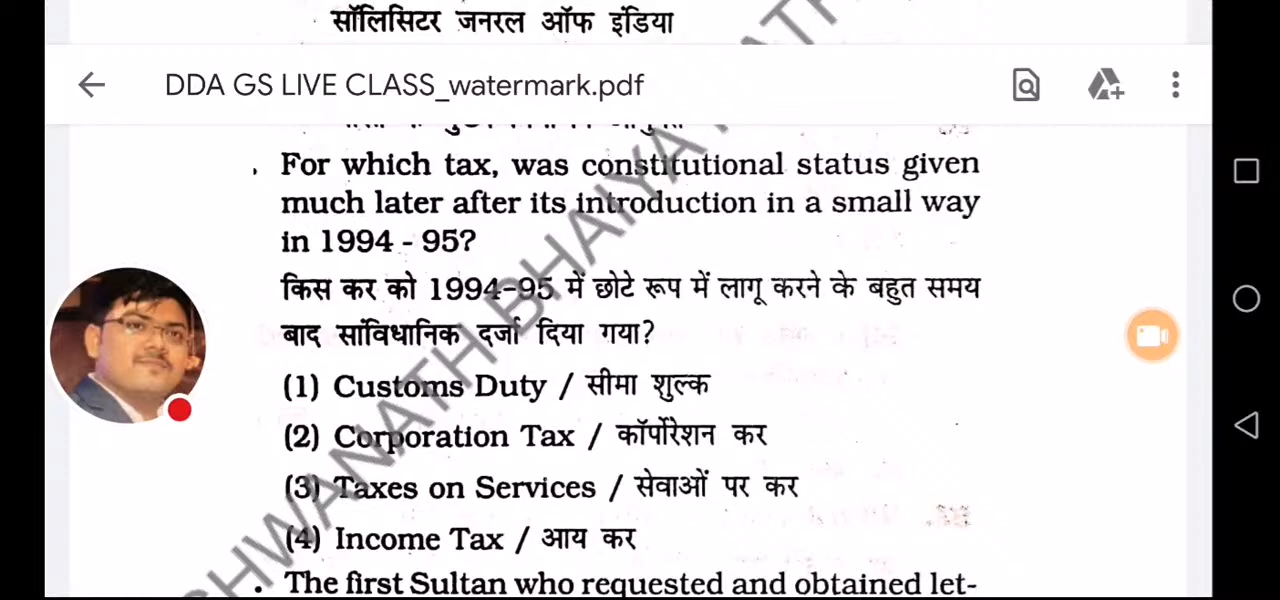 सॉलिसिटर जनरल ऑफ इंडिया
DDA GS LIVE CLASS_watermark.pdf
For which tax, was constitutional status given
much later after its introduction in a small way
in 1994 - 95?
किस कर को 1994-95 में छोटे रूप में लागू करने के बहुत समय
बाद सांविधानिक दर्जा दिया गया?
(1) Customs Duty / सीमा शुल्क
(2) Corporation Tax / कॉर्पोरेशन कर
(3) Taxes on Services / सेवाओं पर कर
(4) Income Tax / आय कर
The first Sultan who requested and obtained let-
HWANATH BHAIYA